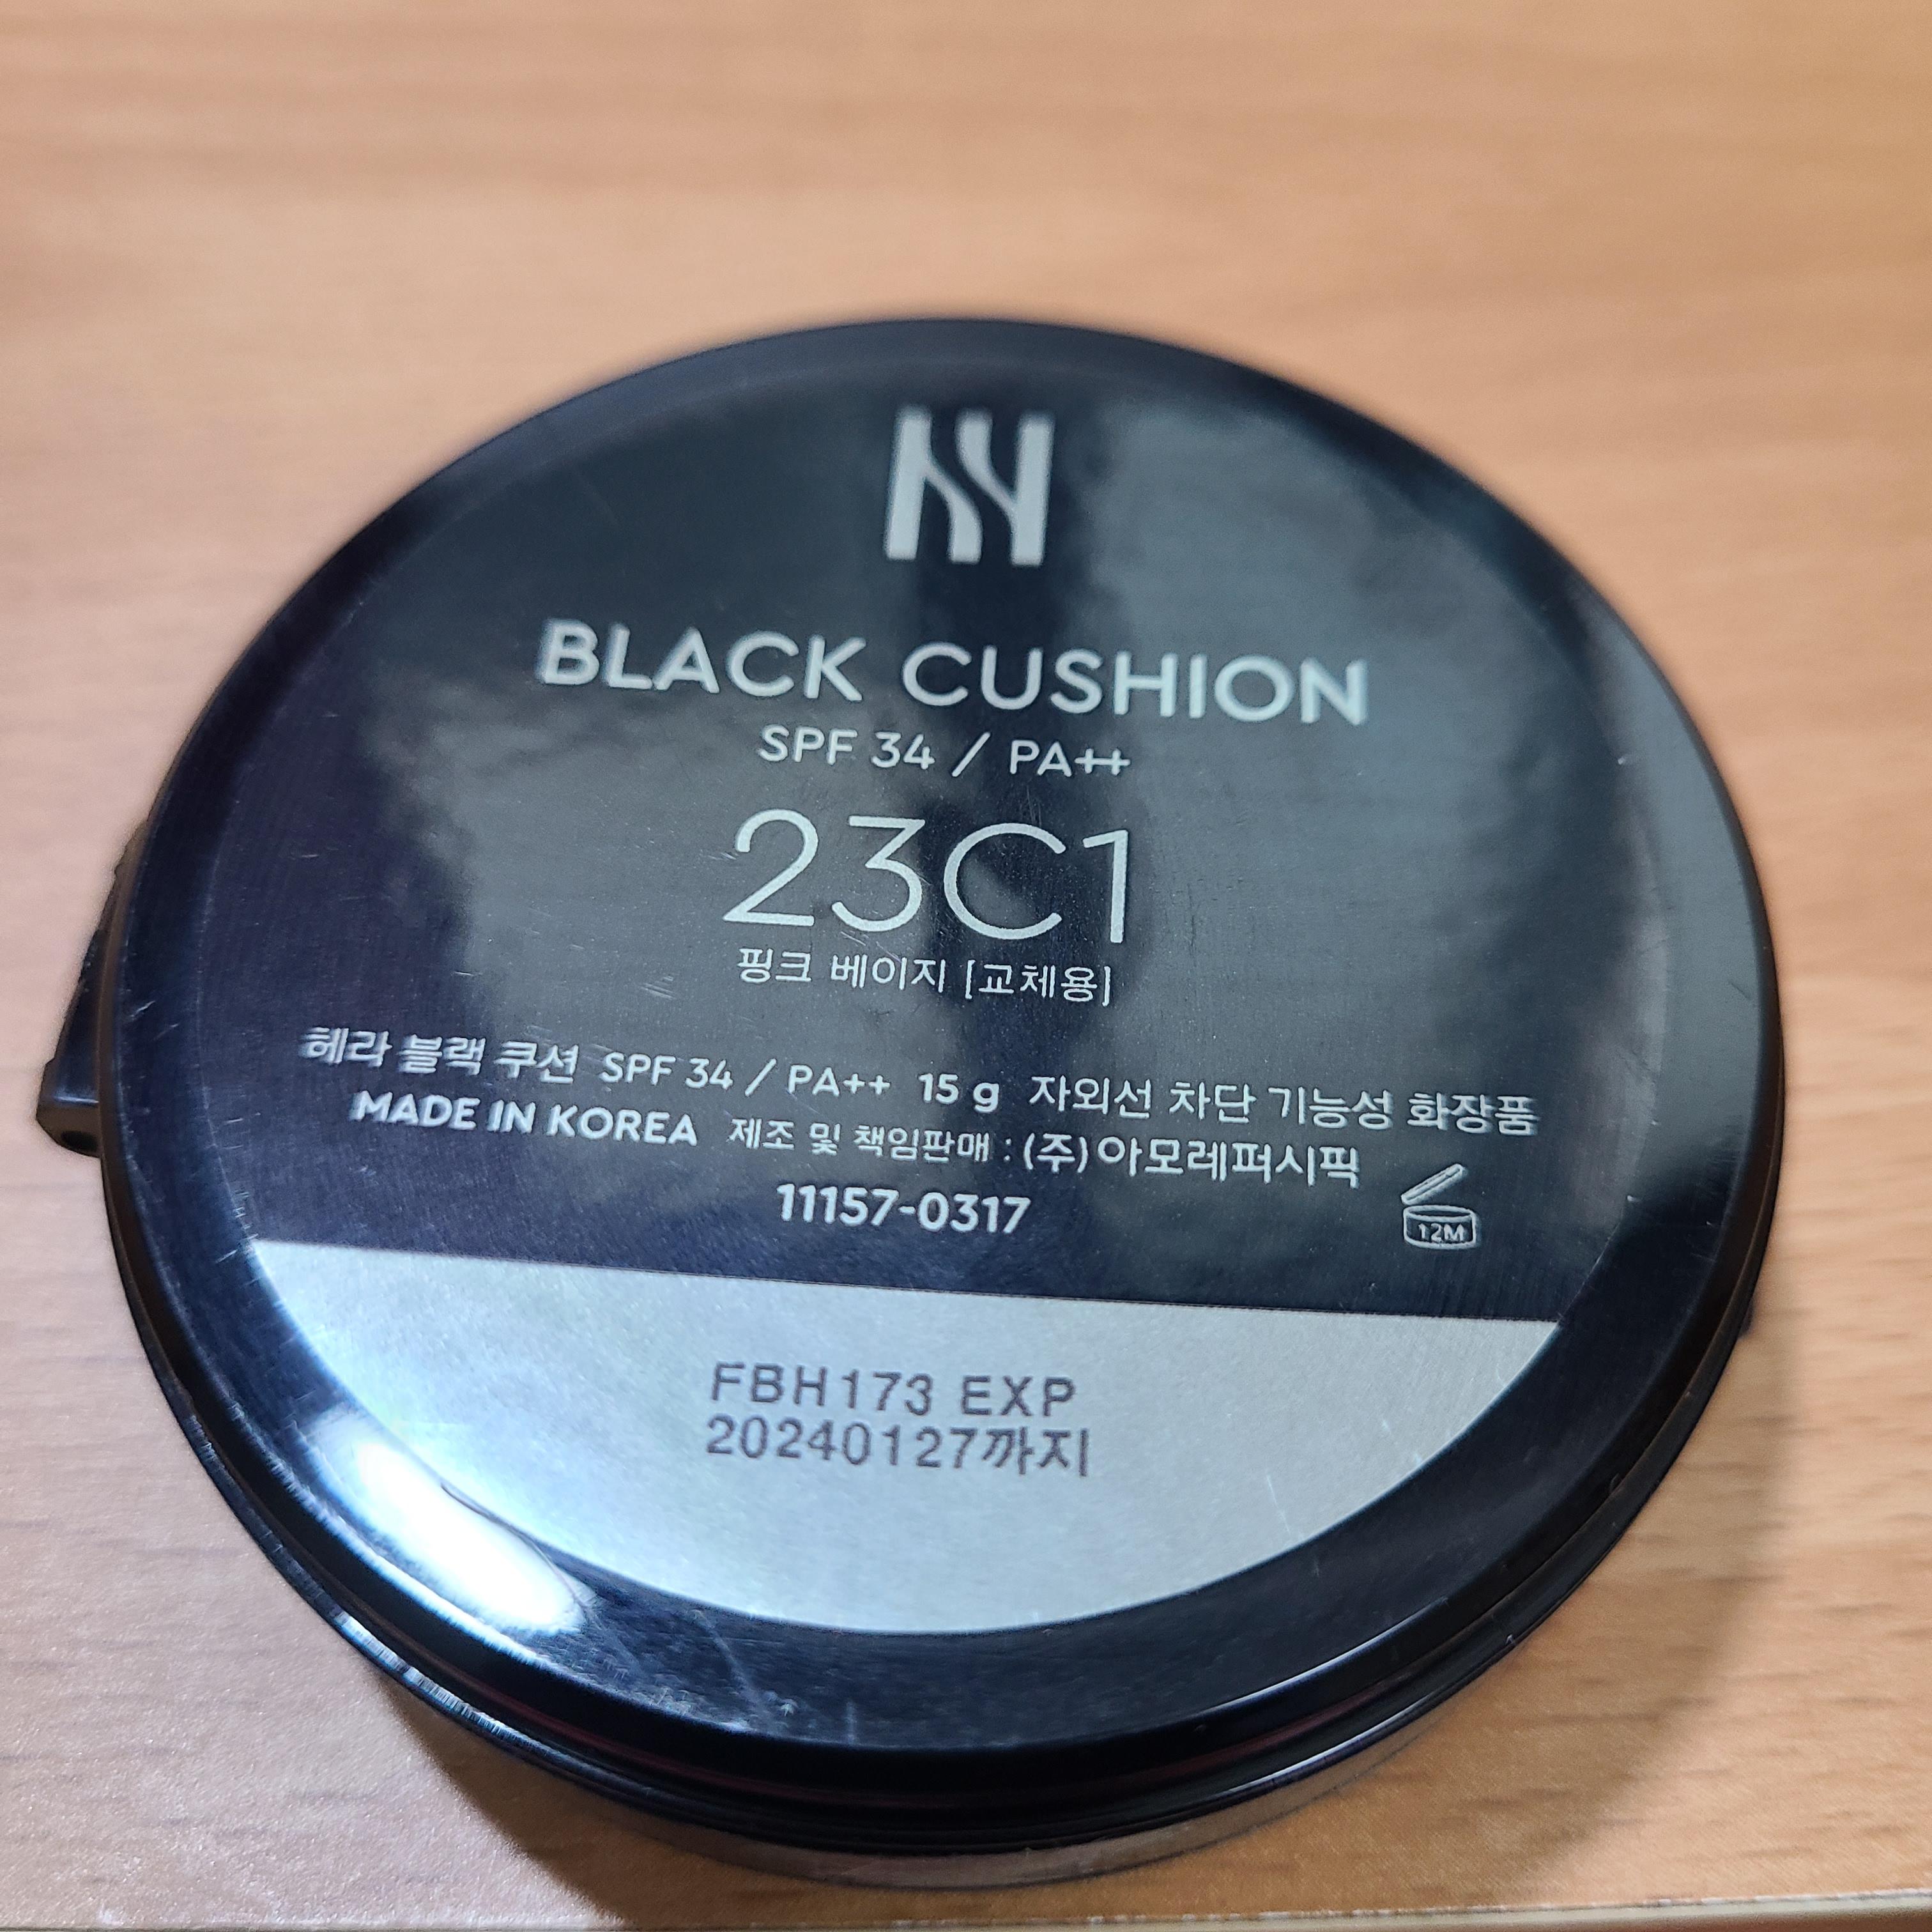 BLACK CUSHION
SPF 34 / PA++
23C1
핑크 베이지 [교체용]
헤라 블랙 쿠션 SPF 34 / PA++ 15 g 자외선 차단 기능성 화장품
MADE IN KOREA 제조 및 책임판매 : (주)아모레퍼시픽
11157-0317
12M
FBH173 EXP
20240127까지